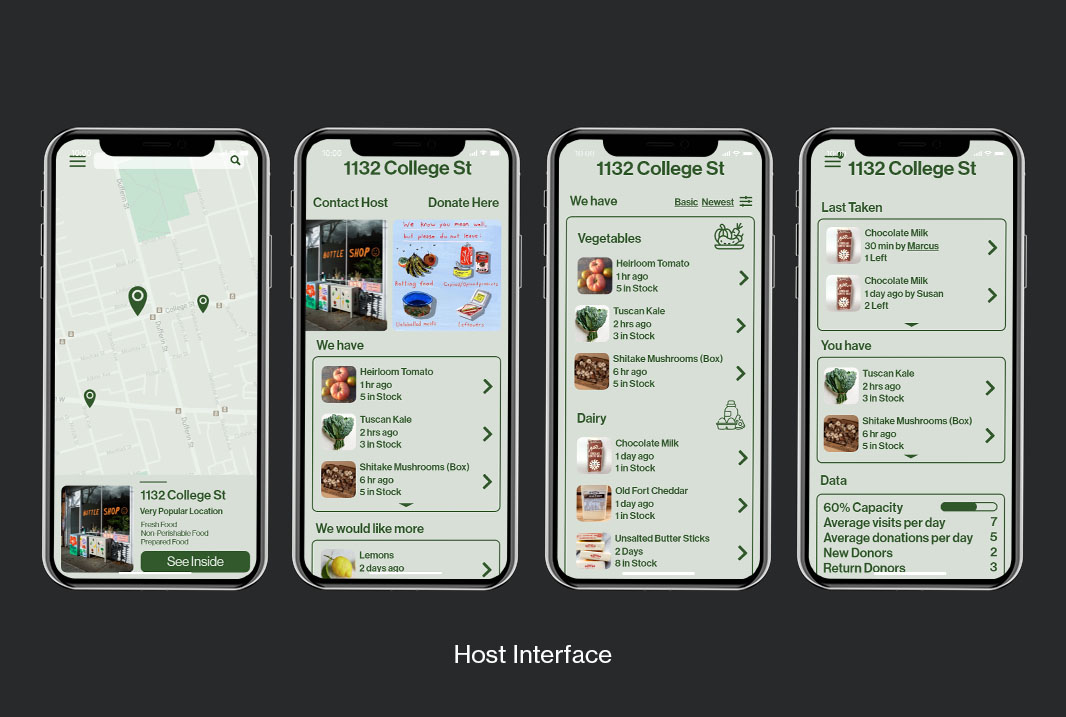 10:00
Dufferin St
College St
Dufferin St
Dufferin St
1132 College St
Very Popular Location
Fresh Food
Non-Perishable Food
Prepared Food
See Inside
BOTTLE SHOP
10:00
1132 College St
Contact Host
Donate Here
BOTTLE SHOP
We know you mean well...
but please do not leave:
Rotting food
Unlabelled meals
Leftovers
We have
Heirloom Tomato
1 hr ago
5 in Stock
Tuscan Kale
2 hrs ago
3 in Stock
Shitake Mushrooms (Box)
6 hr ago
5 in Stock
We would like more
Lemons
2 days ago
10:00
1132 College St
We have
Basic Newest
Vegetables
Heirloom Tomato
1 hr ago
5 in Stock
Tuscan Kale
2 hrs ago
3 in Stock
Shitake Mushrooms (Box)
6 hr ago
5 in Stock
Dairy
Chocolate Milk
1 day ago
1 in Stock
Old Fort Cheddar
1 day ago
1 in Stock
Unsalted Butter Sticks
2 Days
8 in Stock
1132 College St
Last Taken
Chocolate Milk
30 min by Marcus
1 Left
Chocolate Milk
1 day ago by Susan
2 Left
You have
Tuscan Kale
2 hrs ago
3 in Stock
Shitake Mushrooms (Box)
6 hr ago
5 in Stock
Data
60% Capacity
Average visits per day 7
Average donations per day 5
New Donors 2
Return Donors 3
Host Interface